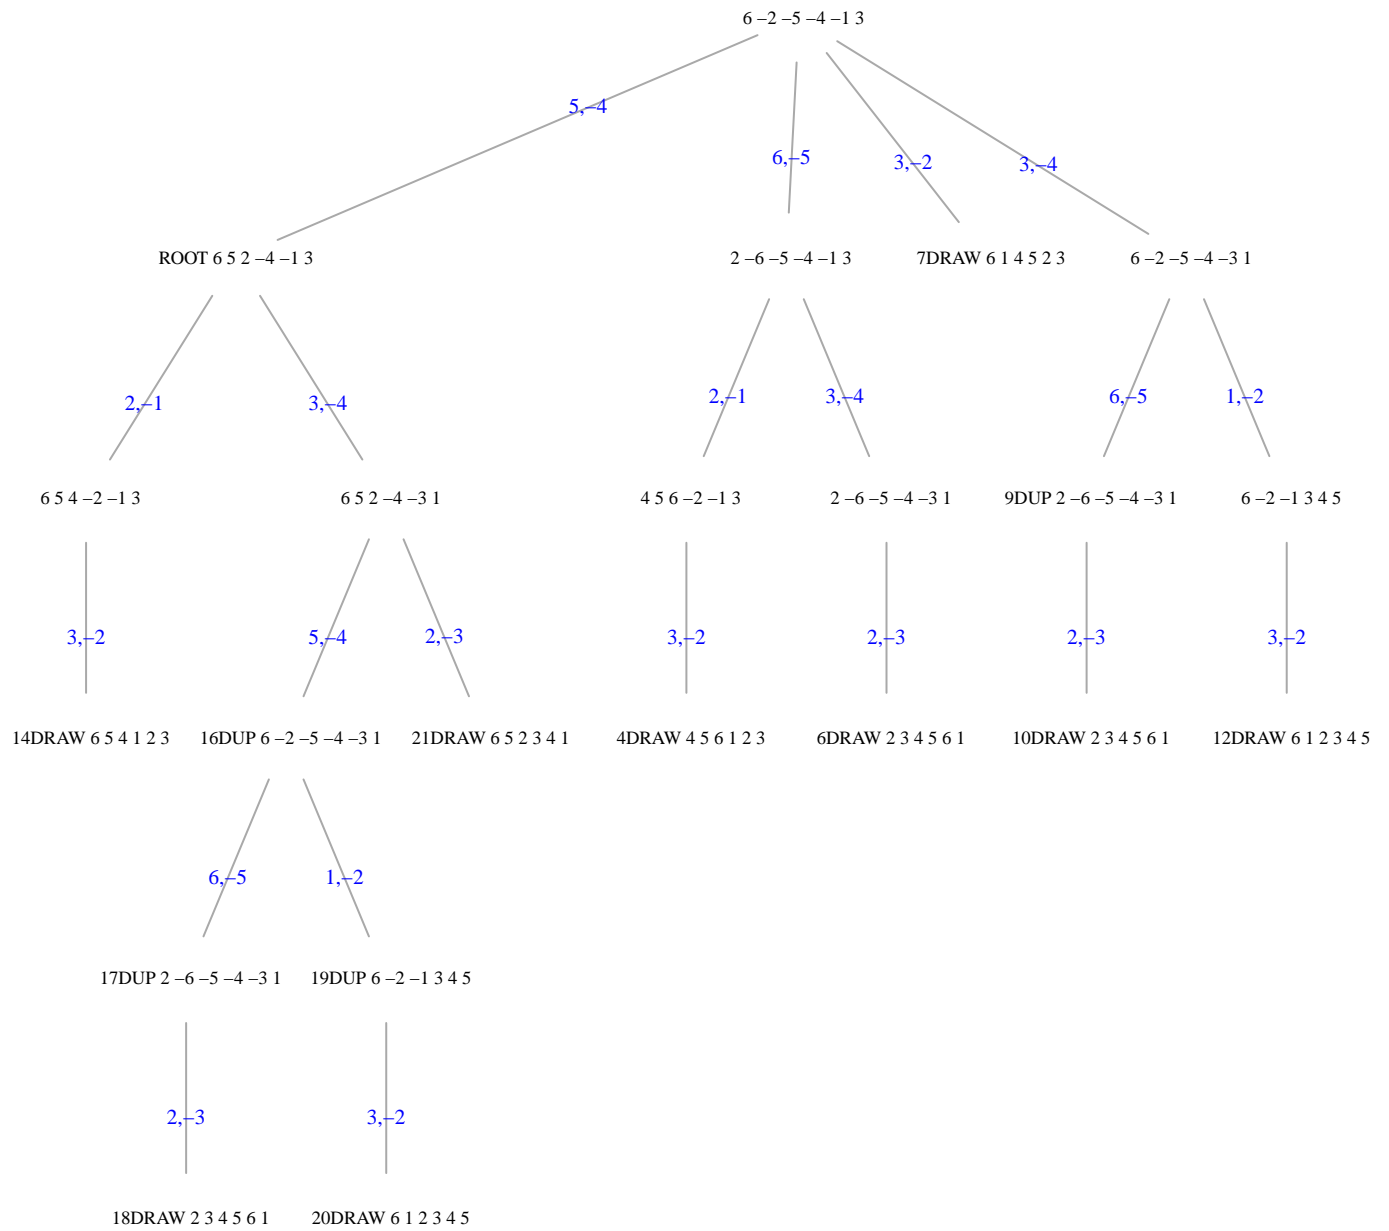 6 –2 –5 –4 –1 3
5,–4
6,–5
3,–2
3,–4
ROOT 6 5 2 –4 –1 3
2 –6 –5 –4 –1 3
7DRAW 6 1 4 5 2 3
6 –2 –5 –4 –3 1
2,–1
3,–4
2,–1
3,–4
6,–5
1,–2
6 5 4 –2 –1 3
6 5 2 –4 –3 1
4 5 6 –2 –1 3
2 –6 –5 –4 –3 1
9DUP 2 –6 –5 –4 –3 1
6 –2 –1 3 4 5
3,–2
5,–4
2,–3
3,–2
2,–3
2,–3
3,–2
14DRAW 6 5 4 1 2 3
16DUP 6 –2 –5 –4 –3 1
21DRAW 6 5 2 3 4 1
4DRAW 4 5 6 1 2 3
6DRAW 2 3 4 5 6 1
10DRAW 2 3 4 5 6 1
12DRAW 6 1 2 3 4 5
6,–5
1,–2
17DUP 2 –6 –5 –4 –3 1
19DUP 6 –2 –1 3 4 5
2,–3
3,–2
18DRAW 2 3 4 5 6 1
20DRAW 6 1 2 3 4 5